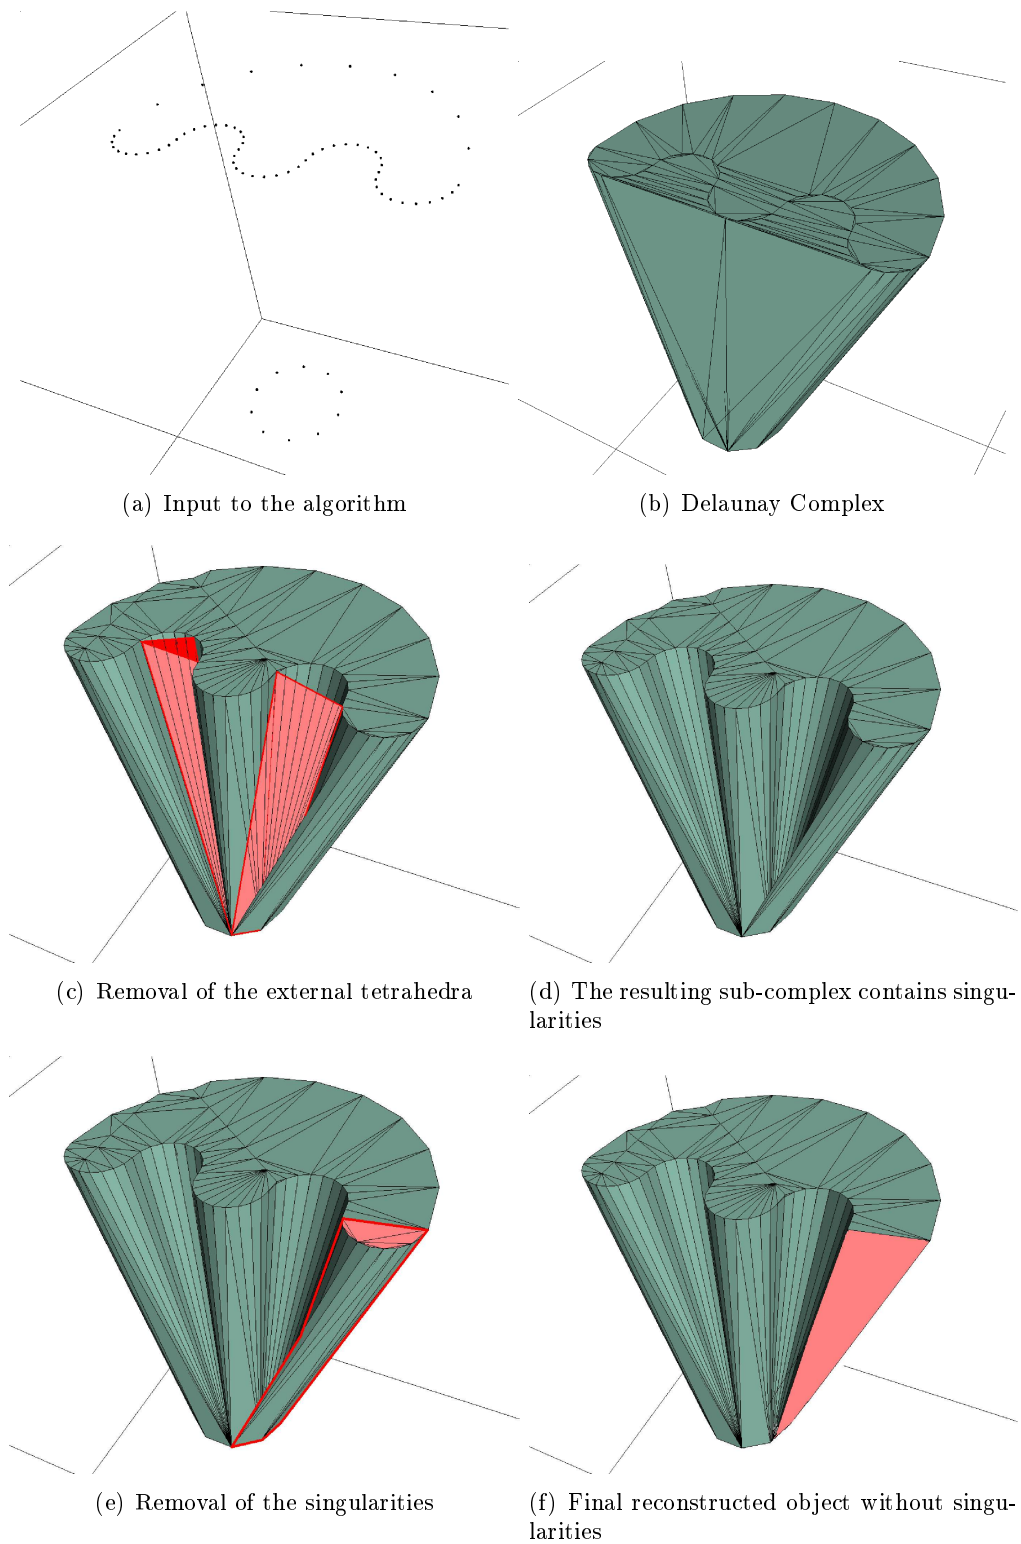 (a) Input to the algorithm
(b) Delaunay Complex
(c) Removal of the external tetrahedra
(d) The resulting sub-complex contains singu-
larities
(e) Removal of the singularities
(f) Final reconstructed object without singu-
larities